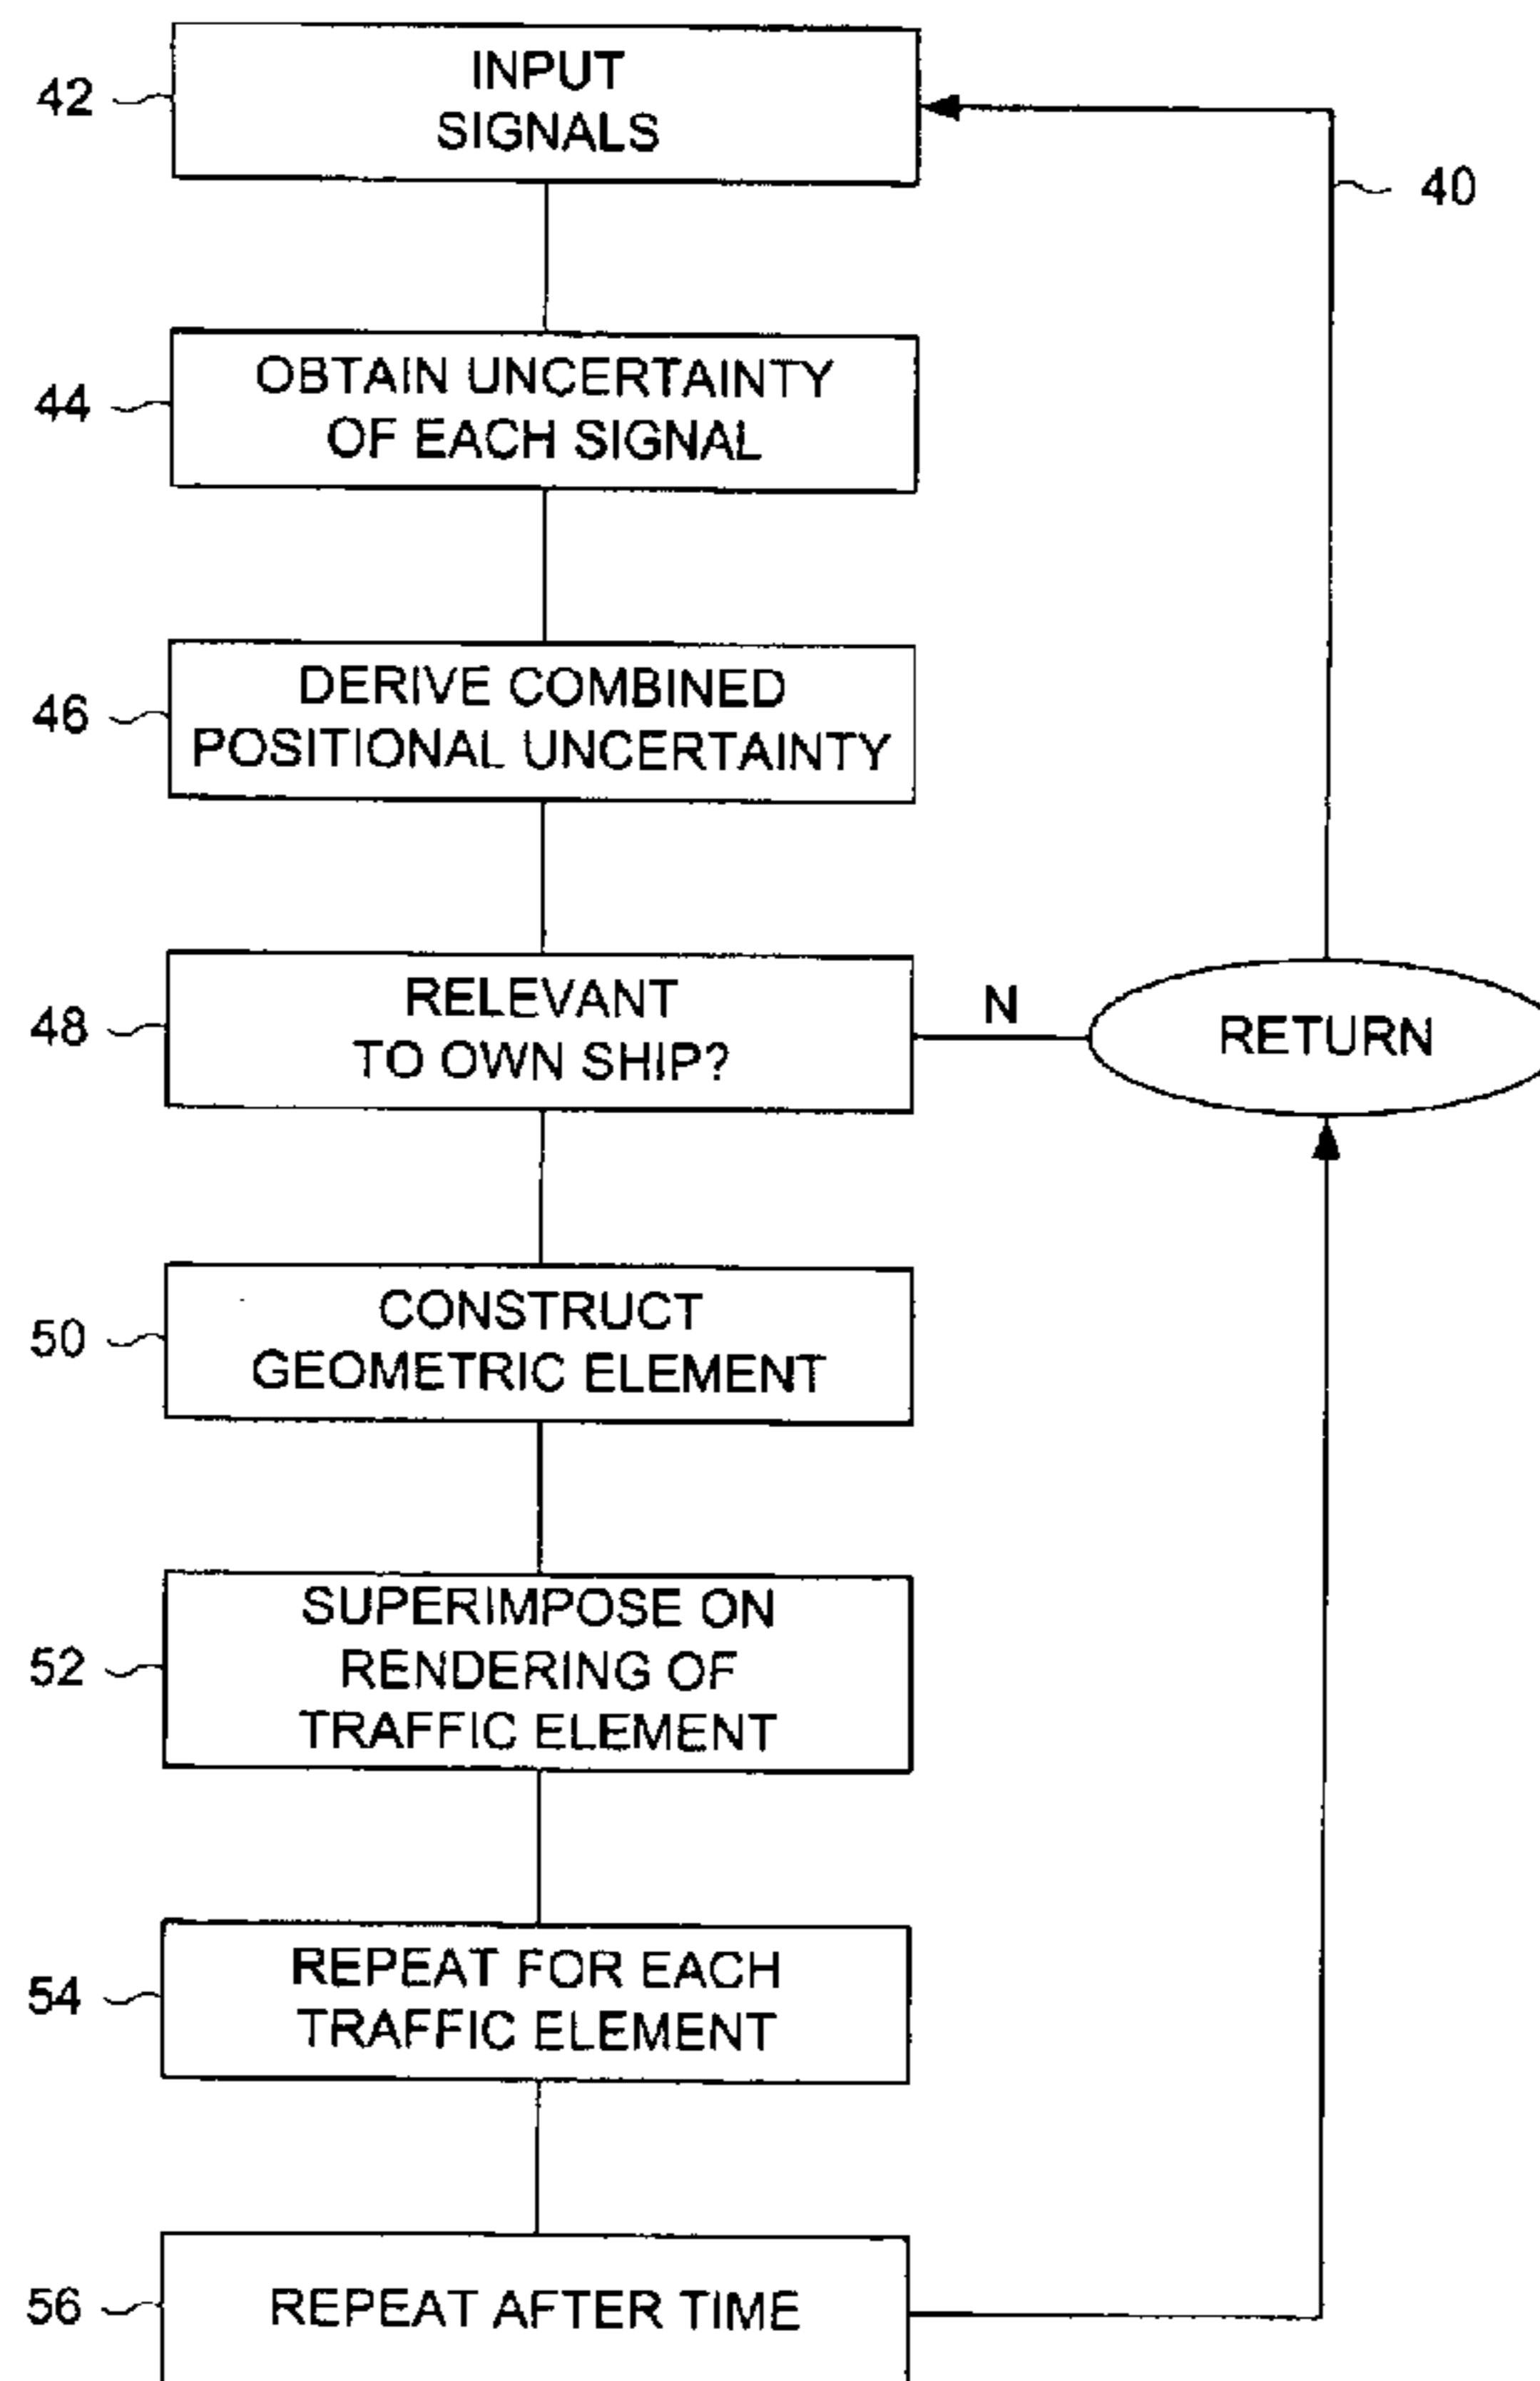 42
INPUT
SIGNALS
40
44
OBTAIN UNCERTAINTY
OF EACH SIGNAL
46
DERIVE COMBINED
POSITIONAL UNCERTAINTY
48
RELEVANT
TO OWN SHIP?
N
RETURN
50
CONSTRUCT
GEOMETRIC ELEMENT
52
SUPERIMPOSE ON
RENDERING OF
TRAFFIC ELEMENT
54
REPEAT FOR EACH
TRAFFIC ELEMENT
56
REPEAT AFTER TIME